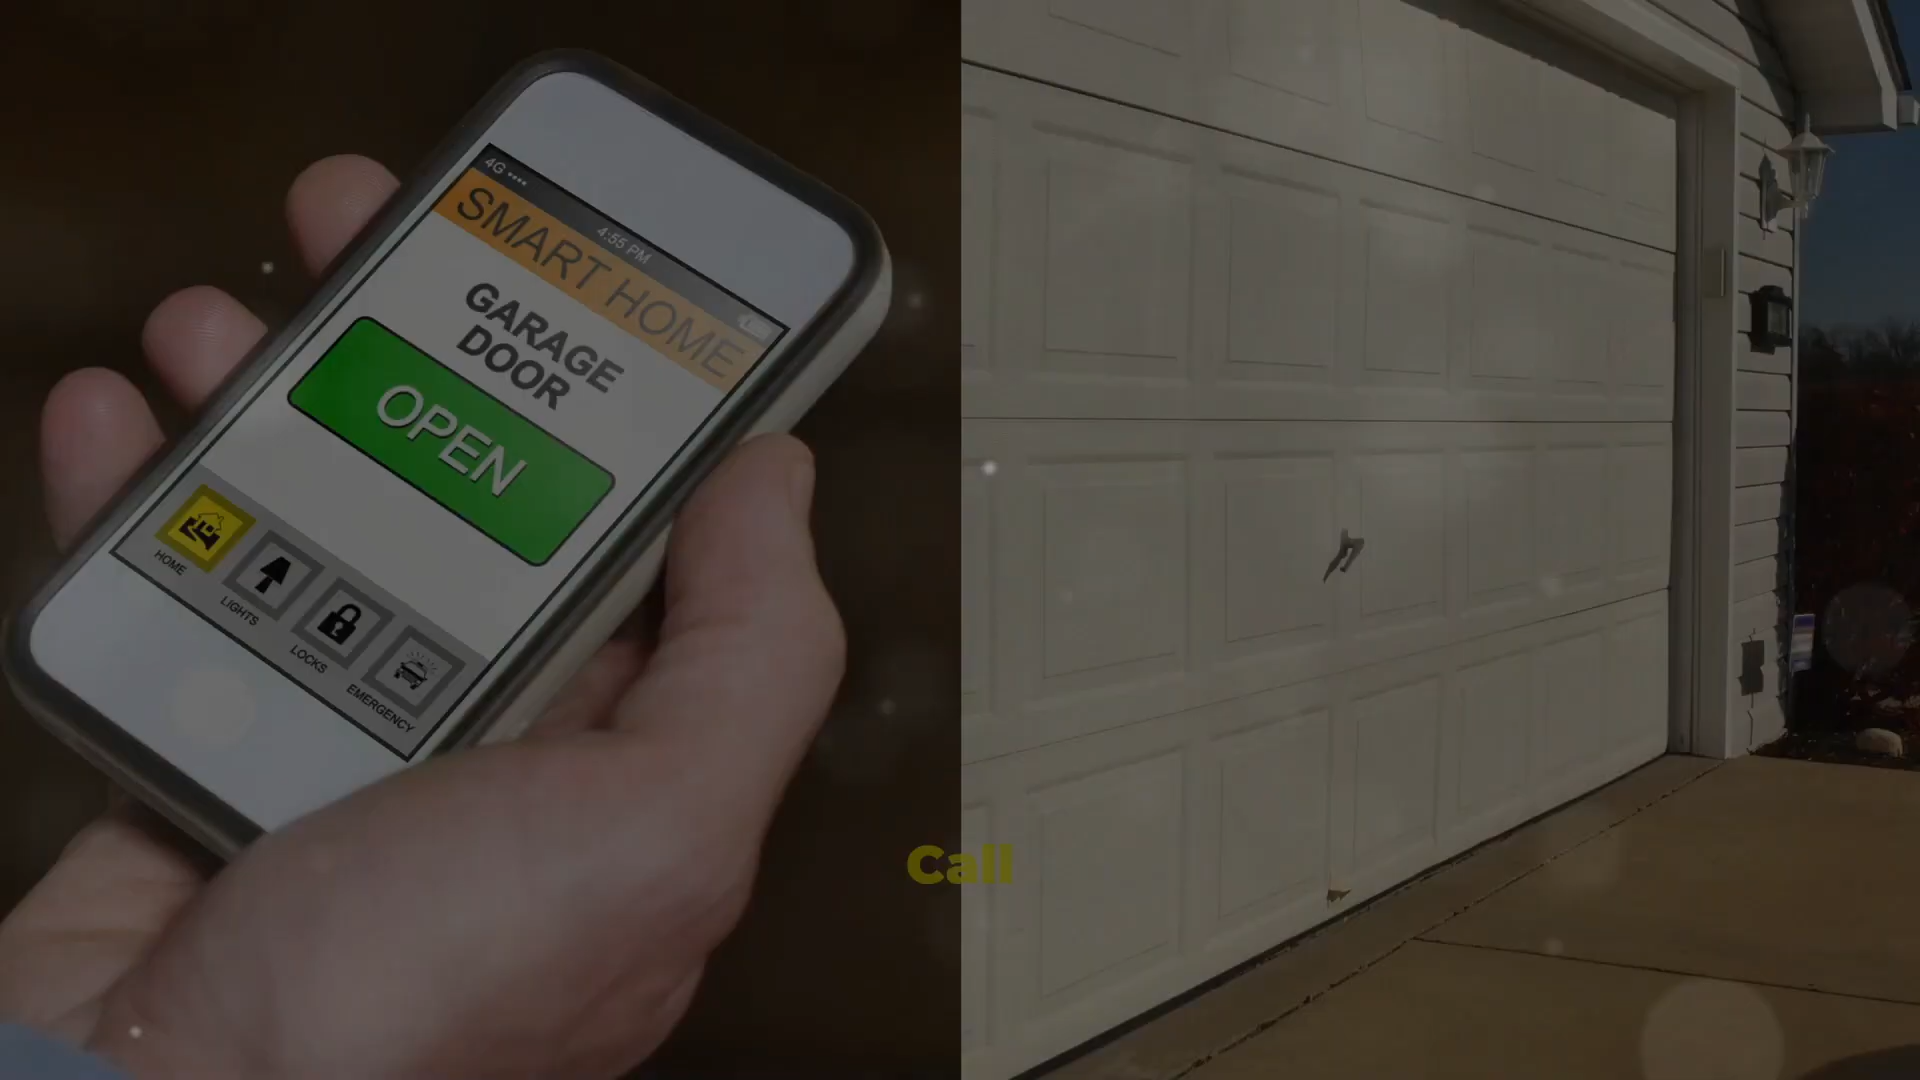 4G
4:55 PM
SMART HOME
GARAGE
DOOR
OPEN
HOME
LIGHTS
LOCKS
EMERGENCY
Call